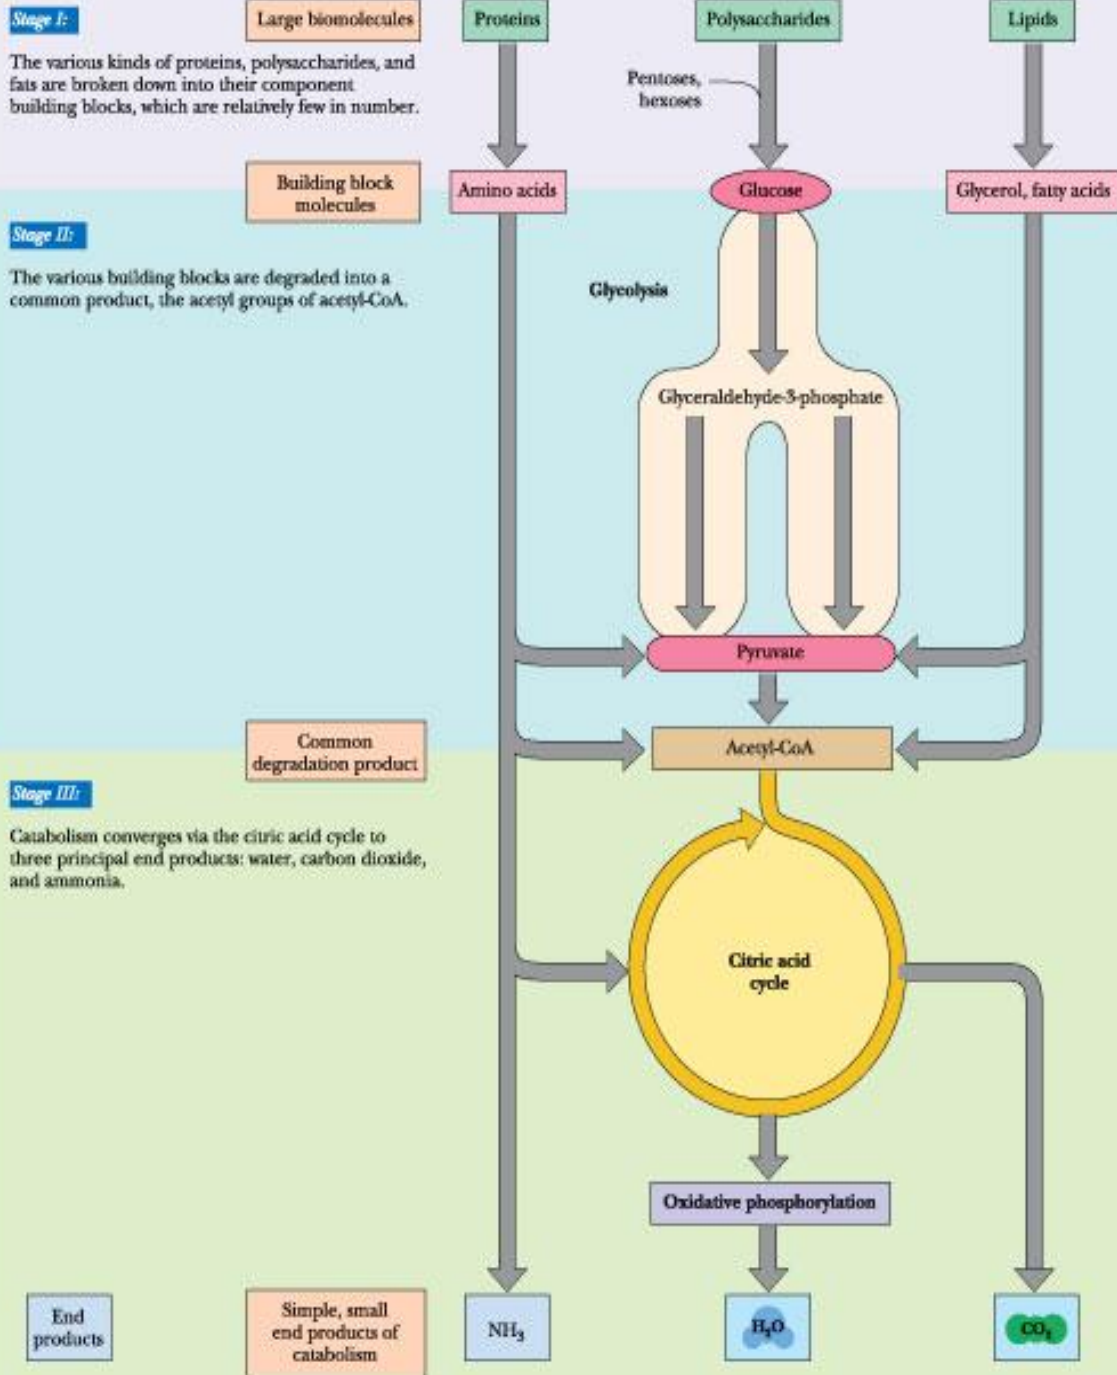 Stage I:
Large biomolecules
Proteins
Polysaccharides
Lipids
The various kinds of proteins, polysaccharides, and
fats are broken down into their component
building blocks, which are relatively few in number.
Pentoses,
hexoses
Building block
molecules
Amino acids
Glucose
Glycerol, fatty acids
Stage II:
The various building blocks are degraded into a
common product, the acetyl groups of acetyl-CoA.
Glycolysis
Glyceraldehyde-3-phosphate
Pyruvate
Common
degradation product
Acetyl-CoA
Stage III:
Catabolism converges via the citric acid cycle to
three principal end products: water, carbon dioxide,
and ammonia.
Citric acid
cycle
Oxidative phosphorylation
End
products
Simple, small
end products of
catabolism
NH₃
H₂O
CO₂